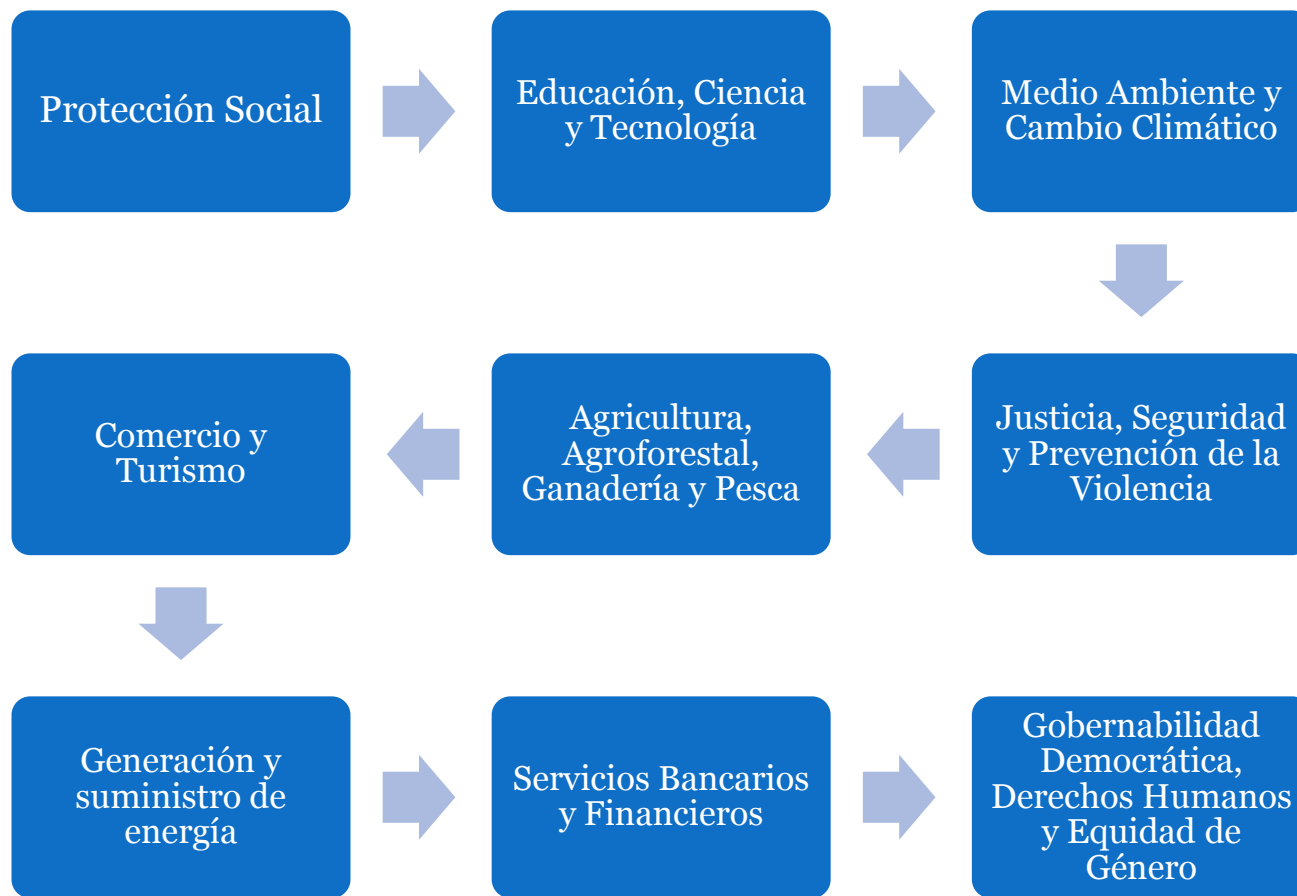 Protección Social
Educación, Ciencia
y Tecnología
Medio Ambiente y
Cambio Climático
Justicia, Seguridad
y Prevención de la
Violencia
Agricultura,
Agroforestal,
Ganadería y Pesca
Comercio y
Turismo
Generación y
suministro de
energía
Servicios Bancarios
y Financieros
Gobernabilidad
Democrática,
Derechos Humanos
y Equidad de
Género